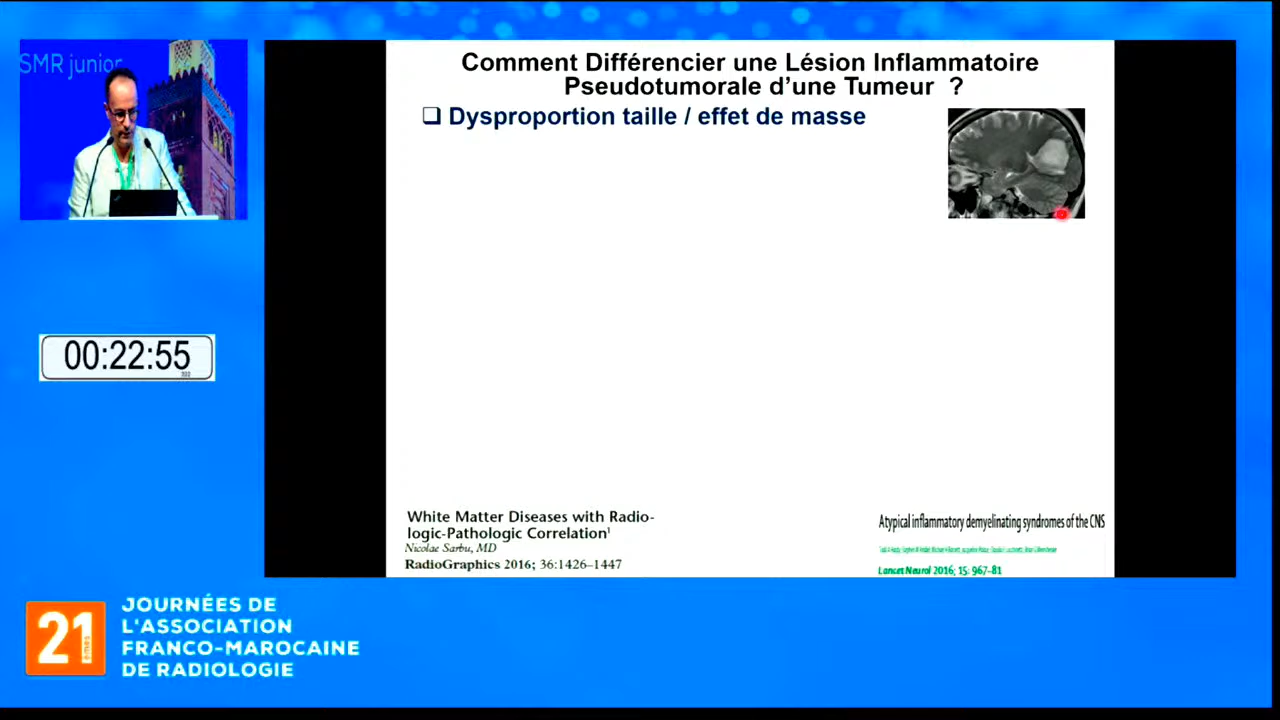 SMR junior
Comment Différencier une Lésion Inflammatoire
Pseudotumorale d'une Tumeur ?
❑ Dysproportion taille / effet de masse
00:22:55
White Matter Diseases with Radio-
logic-Pathologic Correlation¹
Nicolae Sarbu, MD
RadioGraphics 2016; 36:1426–1447
Atypical inflammatory demyelinating syndromes of the CNS
Lancet Neurol 2016; 15: 967–81
21
èmes
JOURNÉES DE
L'ASSOCIATION
FRANCO-MAROCAINE
DE RADIOLOGIE